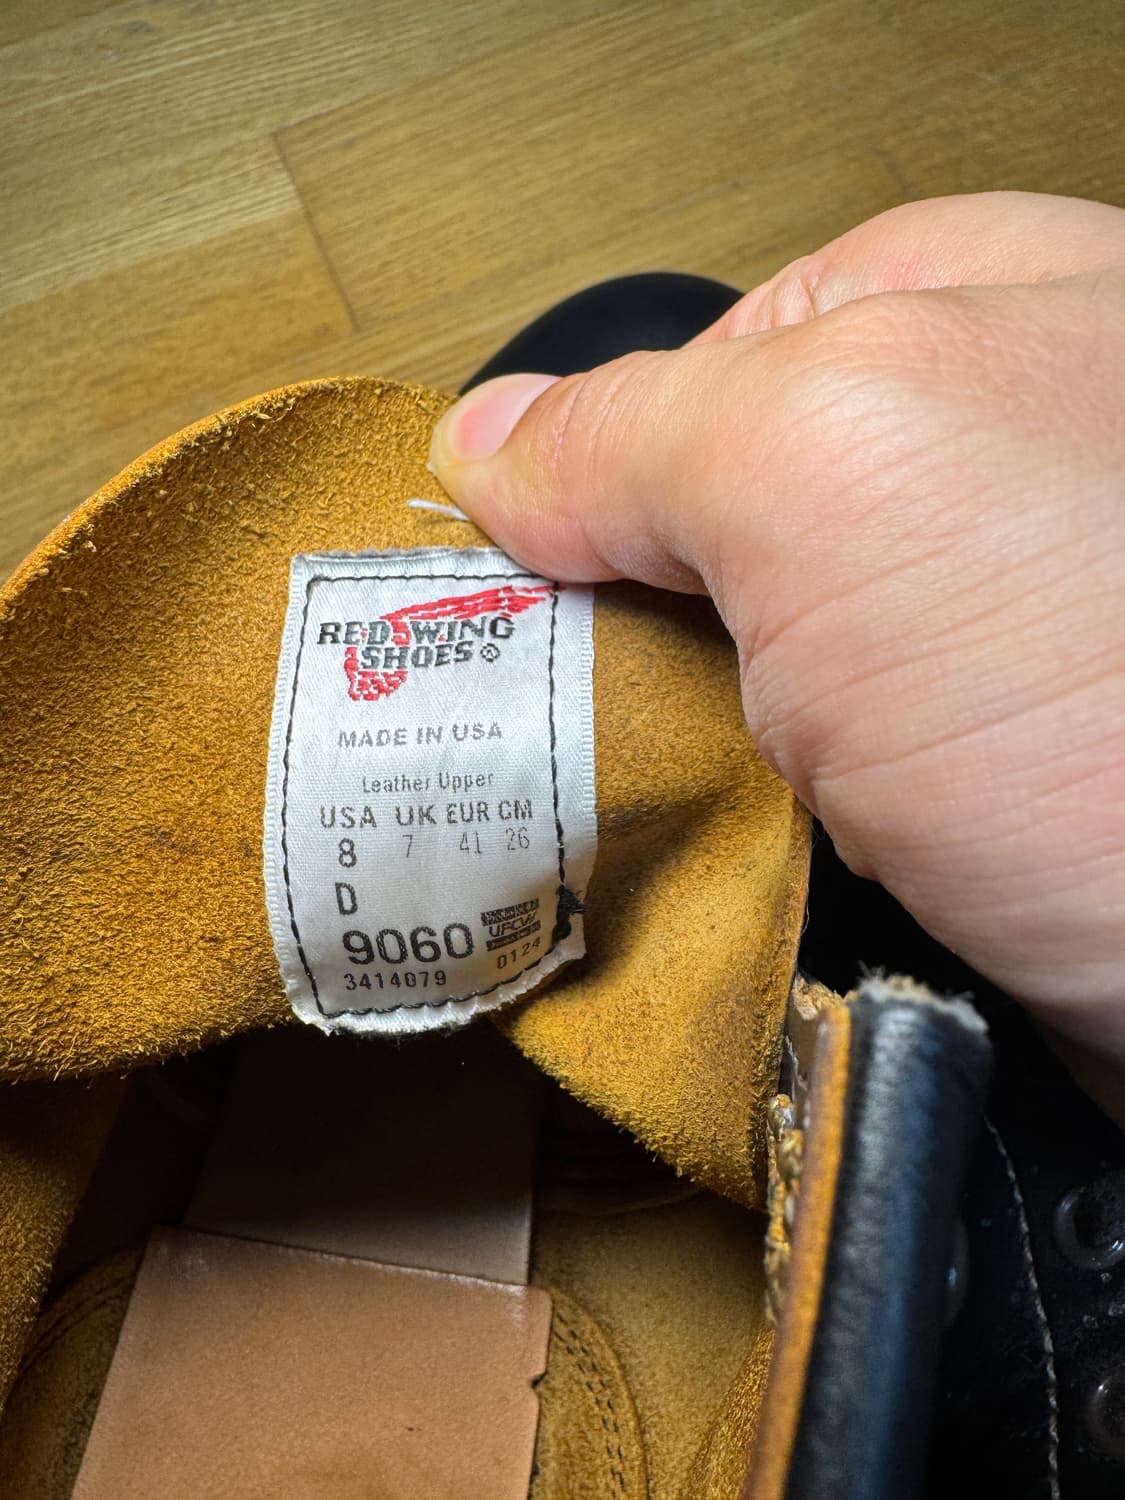 RED WING
SHOES ®
MADE IN USA
Leather Upper
USA UK EUR CM
8 7 41 26
D
9060 UFCW
3414079 0124